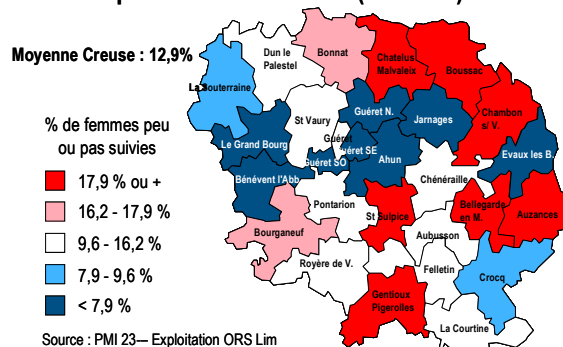 Moyenne Creuse : 12,9%
% de femmes peu
ou pas suivies
17,9 % ou +
16,2 - 17,9 %
9,6 - 16,2 %
7,9 - 9,6 %
< 7,9 %
Source : PMI 23— Exploitation ORS Lim
Dun le
Palestel
Bonnat
Chatelus
Malvaleix
Boussac
La Souterraine
St Vaury
Guéret N.
Jarnages
Chambon
s/ V.
Le Grand Bourg
Guéret
Guéret SE
Guéret SO
Ahun
Evaux les B.
Bénévent l'Abb.
Chénéraille
Pontarion
St Sulpice
Bellegarde
en M.
Auzances
Bourganeuf
Aubusson
Royère de V.
Felletin
Crocq
Gentioux
Pigerolles
La Courtine